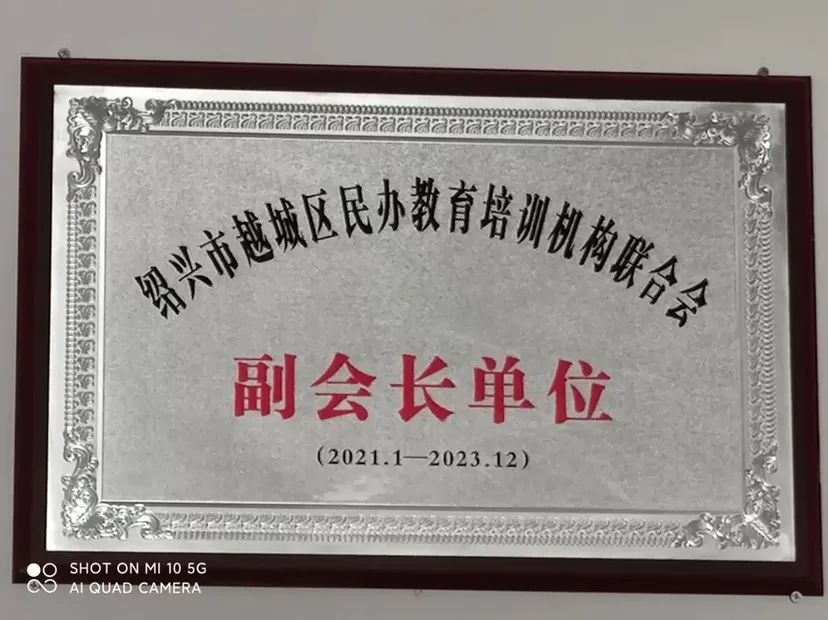 绍兴市越城区民办教育培训机构联合会
副会长单位
(2021.1—2023.12)
SHOT ON MI 10 5G
AI QUAD CAMERA